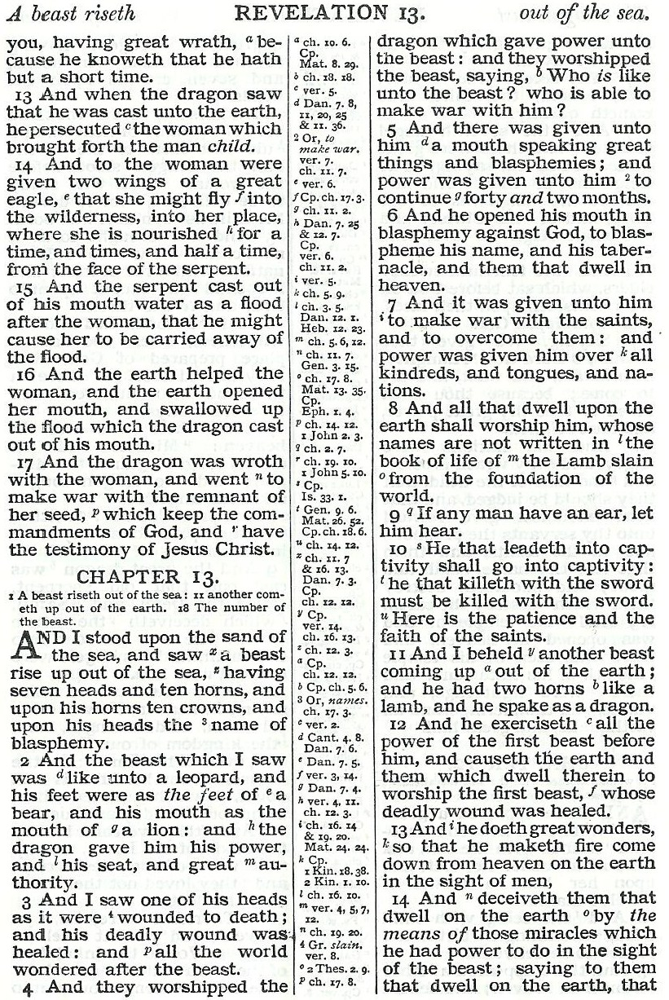 A beast riseth REVELATION 13. out of the sea.
you, having great wrath, a be-
cause he knoweth that he hath
but a short time.
13 And when the dragon saw
that he was cast unto the earth,
he persecuted c the woman which
brought forth the man child.
14 And to the woman were
given two wings of a great
eagle, e that she might fly f into
the wilderness, into her place,
where she is nourished h for a
time, and times, and half a time,
from the face of the serpent.
15 And the serpent cast out
of his mouth water as a flood
after the woman, that he might
cause her to be carried away of
the flood.
16 And the earth helped the
woman, and the earth opened
her mouth, and swallowed up
the flood which the dragon cast
out of his mouth.
17 And the dragon was wroth
with the woman, and went n to
make war with the remnant of
her seed, p which keep the com-
mandments of God, and r have
the testimony of Jesus Christ.
CHAPTER 13.
1 A beast riseth out of the sea: 11 another com-
eth up out of the earth. 18 The number of
the beast.
AND I stood upon the sand of
the sea, and saw x a beast
rise up out of the sea, z having
seven heads and ten horns, and
upon his horns ten crowns, and
upon his heads the 3 name of
blasphemy.
2 And the beast which I saw
was d like unto a leopard, and
his feet were as the feet of e a
bear, and his mouth as the
mouth of g a lion: and h the
dragon gave him his power,
and l his seat, and great m au-
thority.
3 And I saw one of his heads
as it were 4 wounded to death;
and his deadly wound was
healed: and p all the world
wondered after the beast.
4 And they worshipped the
a ch. 10. 6.
Cp.
Mat. 8. 29.
b ch. 18. 18.
c ver. 5.
d Dan. 7. 8,
11, 20, 25
& 11. 36.
2 Or, to
make war.
ver. 7.
ch. 11. 7.
e ver. 6.
f Cp. ch. 17. 3.
g ch. 11. 2.
h Dan. 7. 25
& 12. 7.
Cp.
ver. 6.
ch. 11. 2.
i ver. 5.
k ch. 5. 9.
l ch. 3. 5.
Dan. 12. 1.
Heb. 12. 23.
m ch. 5. 6, 12.
n ch. 11. 7.
Gen. 3. 15.
o ch. 17. 8.
Mat. 13. 35.
Cp.
Eph. 1. 4.
p ch. 14. 12.
1 John 2. 3.
q ch. 2. 7.
r ch. 19. 10.
1 John 5. 10.
s Cp.
Is. 33. 1.
t Gen. 9. 6.
Mat. 26. 52.
Cp. ch. 18. 6.
u ch. 14. 12.
x ch. 11. 7
& 16. 13.
Dan. 7. 3.
Cp.
ch. 12. 12.
y Cp.
ver. 14.
ch. 16. 13.
z ch. 12. 3.
a Cp.
ch. 12. 12.
b Cp. ch. 5. 6.
3 Or, names.
ch. 17. 3.
c ver. 2.
d Cant. 4. 8.
Dan. 7. 6.
e Dan. 7. 5.
f ver. 3, 14.
g Dan. 7. 4.
h ver. 4, 11.
ch. 12. 3.
i ch. 16. 14
& 19. 20.
Mat. 24. 24.
k Cp.
1 Kin. 18. 38.
2 Kin. 1. 10.
l ch. 16. 10.
m ver. 4, 5, 7,
12.
n ch. 19. 20.
4 Gr. slain.
ver. 8.
o 2 Thes. 2. 9.
p ch. 17. 8.
dragon which gave power unto
the beast: and they worshipped
the beast, saying, b Who is like
unto the beast? who is able to
make war with him?
5 And there was given unto
him d a mouth speaking great
things and blasphemies; and
power was given unto him 2 to
continue g forty and two months.
6 And he opened his mouth in
blasphemy against God, to blas-
pheme his name, and his taber-
nacle, and them that dwell in
heaven.
7 And it was given unto him
i to make war with the saints,
and to overcome them: and
power was given him over k all
kindreds, and tongues, and na-
tions.
8 And all that dwell upon the
earth shall worship him, whose
names are not written in l the
book of life of m the Lamb slain
o from the foundation of the
world.
9 q If any man have an ear, let
him hear.
10 s He that leadeth into cap-
tivity shall go into captivity:
t he that killeth with the sword
must be killed with the sword.
u Here is the patience and the
faith of the saints.
11 And I beheld y another beast
coming up a out of the earth;
and he had two horns b like a
lamb, and he spake as a dragon.
12 And he exerciseth c all the
power of the first beast before
him, and causeth the earth and
them which dwell therein to
worship the first beast, f whose
deadly wound was healed.
13 And i he doeth great wonders,
k so that he maketh fire come
down from heaven on the earth
in the sight of men,
14 And n deceiveth them that
dwell on the earth o by the
means of those miracles which
he had power to do in the sight
of the beast; saying to them
that dwell on the earth, that